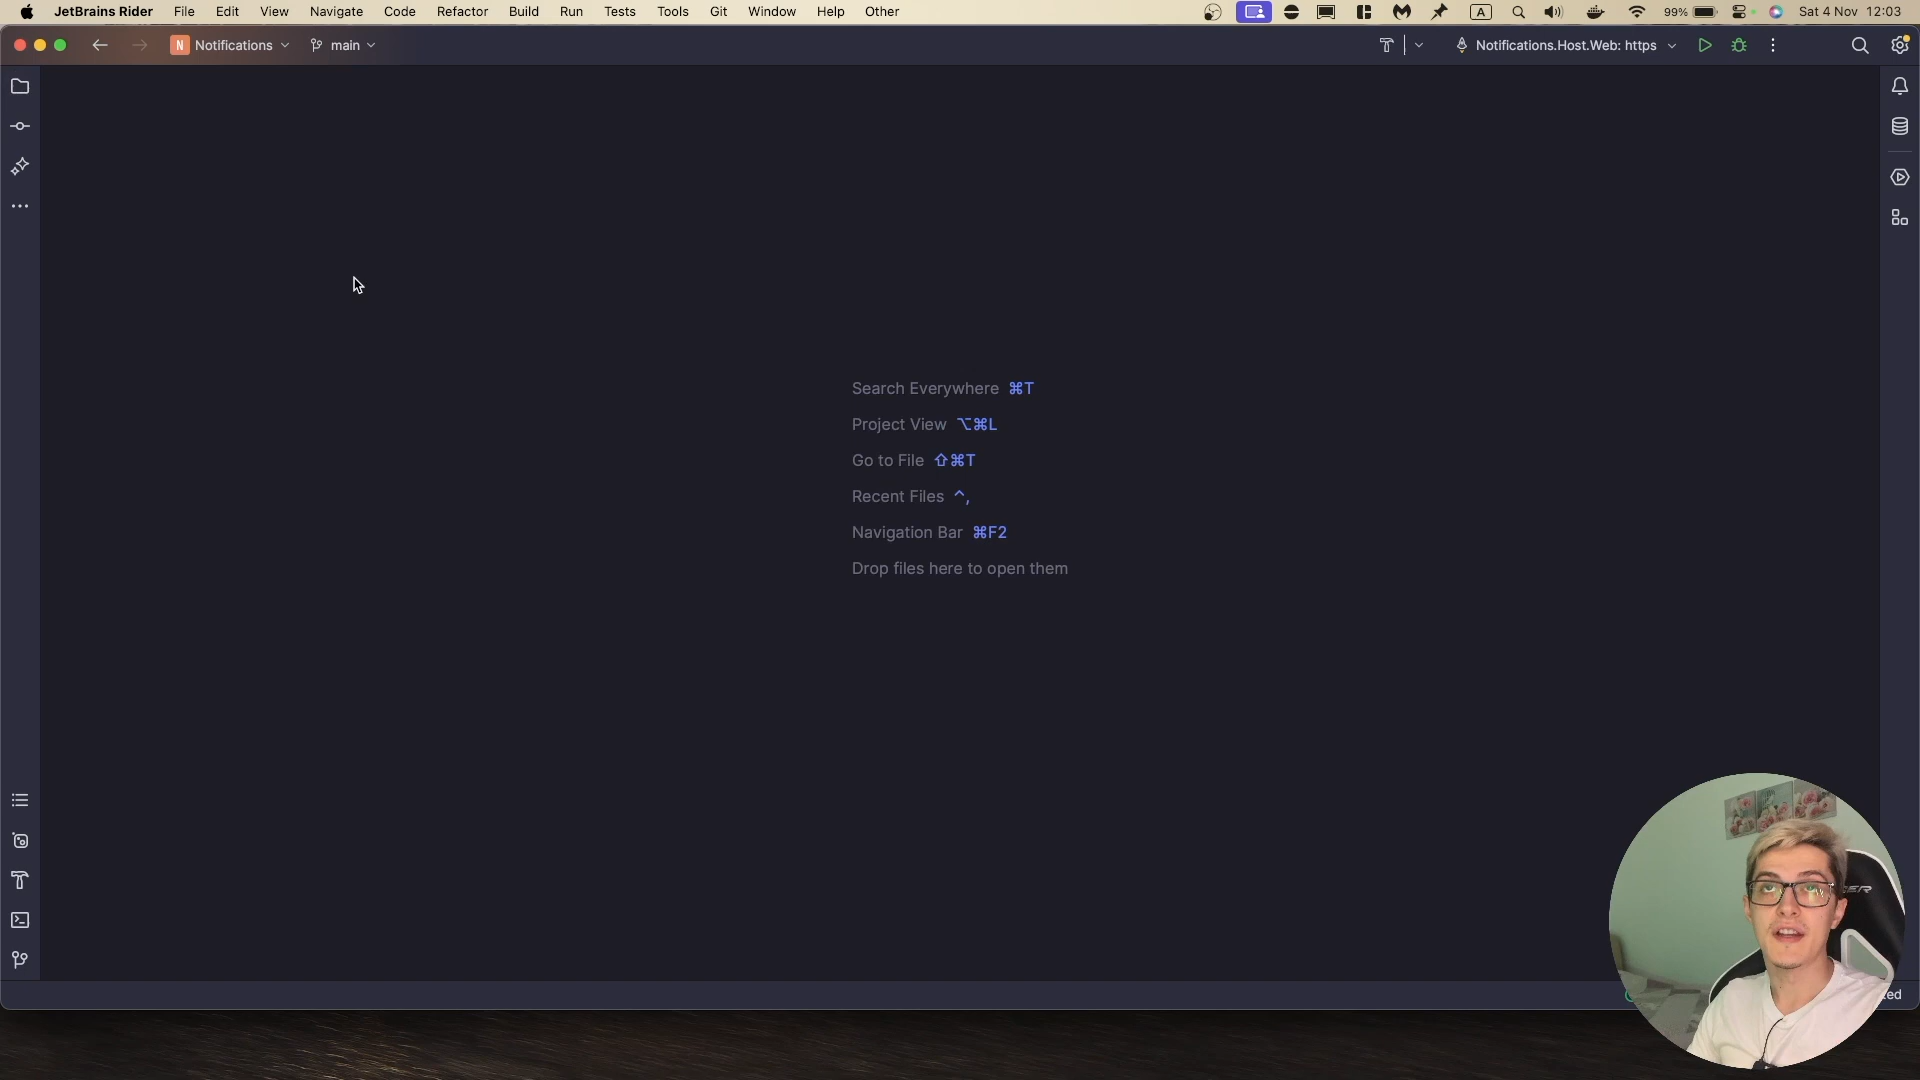 JetBrains Rider File Edit View Navigate Code Refactor Build Run Tests Tools Git Window Help Other A 99% Sat 4 Nov 12:03
N Notifications main Notifications.Host.Web: https
Search Everywhere ⌘T
Project View ⌥⌘L
Go to File ⇧⌘T
Recent Files ^,
Navigation Bar ⌘F2
Drop files here to open them